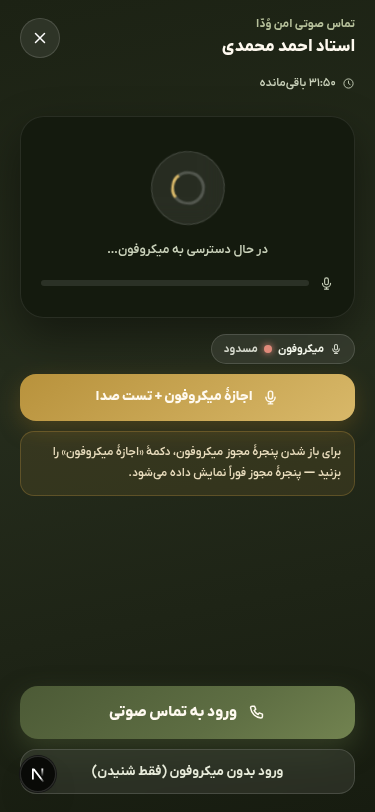 تماس صوتی امن وُدّا
استاد احمد محمدی
۳۱:۵۰ باقی‌مانده
در حال دسترسی به میکروفون...
میکروفون مسدود
اجازهٔ میکروفون + تست صدا
برای باز شدن پنجرهٔ مجوز میکروفون، دکمهٔ «اجازهٔ میکروفون» را
بزنید — پنجرهٔ مجوز فوراً نمایش داده می‌شود.
ورود به تماس صوتی
ورود بدون میکروفون (فقط شنیدن)
N